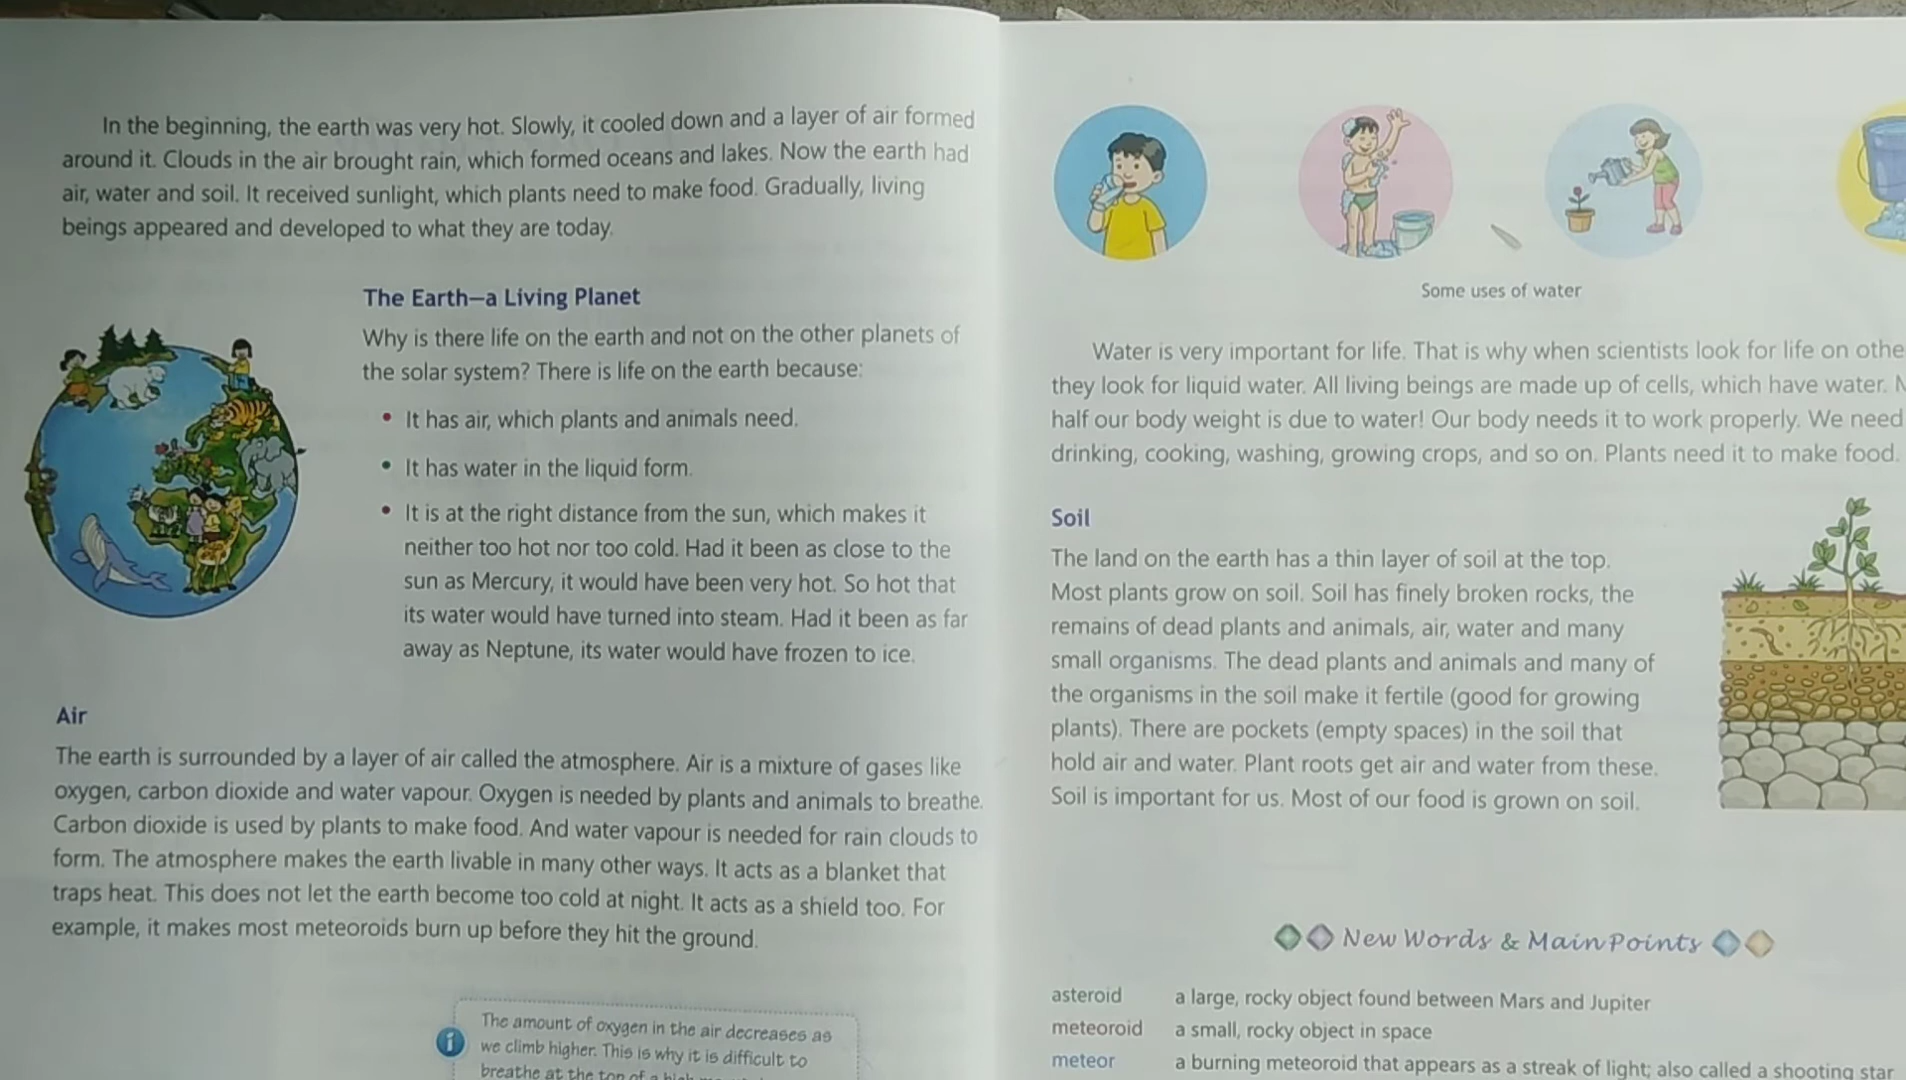 In the beginning, the earth was very hot. Slowly, it cooled down and a layer of air formed
around it. Clouds in the air brought rain, which formed oceans and lakes. Now the earth had
air, water and soil. It received sunlight, which plants need to make food. Gradually, living
beings appeared and developed to what they are today.
The Earth—a Living Planet
Why is there life on the earth and not on the other planets of
the solar system? There is life on the earth because:
• It has air, which plants and animals need.
• It has water in the liquid form.
• It is at the right distance from the sun, which makes it
neither too hot nor too cold. Had it been as close to the
sun as Mercury, it would have been very hot. So hot that
its water would have turned into steam. Had it been as far
away as Neptune, its water would have frozen to ice.
Air
The earth is surrounded by a layer of air called the atmosphere. Air is a mixture of gases like
oxygen, carbon dioxide and water vapour. Oxygen is needed by plants and animals to breathe.
Carbon dioxide is used by plants to make food. And water vapour is needed for rain clouds to
form. The atmosphere makes the earth livable in many other ways. It acts as a blanket that
traps heat. This does not let the earth become too cold at night. It acts as a shield too. For
example, it makes most meteoroids burn up before they hit the ground.
i
The amount of oxygen in the air decreases as
we climb higher. This is why it is difficult to
breathe at the top of a high
Some uses of water
Water is very important for life. That is why when scientists look for life on othe
they look for liquid water. All living beings are made up of cells, which have water.
half our body weight is due to water! Our body needs it to work properly. We need
drinking, cooking, washing, growing crops, and so on. Plants need it to make food.
Soil
The land on the earth has a thin layer of soil at the top.
Most plants grow on soil. Soil has finely broken rocks, the
remains of dead plants and animals, air, water and many
small organisms. The dead plants and animals and many of
the organisms in the soil make it fertile (good for growing
plants). There are pockets (empty spaces) in the soil that
hold air and water. Plant roots get air and water from these.
Soil is important for us. Most of our food is grown on soil.
New Words & Main Points
asteroid a large, rocky object found between Mars and Jupiter
meteoroid a small, rocky object in space
meteor a burning meteoroid that appears as a streak of light; also called a shooting star